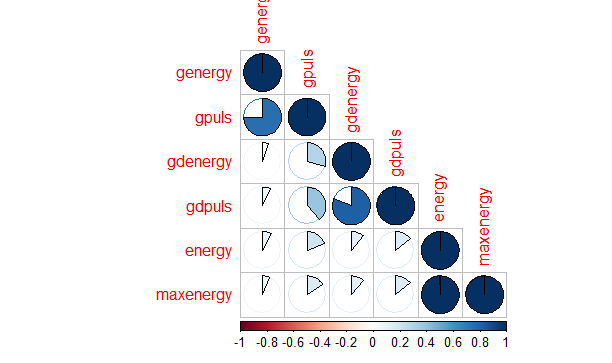 genergy
gpuls
gdenergy
gdpuls
energy
maxenergy
genergy
gpuls
gdenergy
gdpuls
energy
maxenergy
-1 -0.8 -0.6 -0.4 -0.2 0 0.2 0.4 0.6 0.8 1